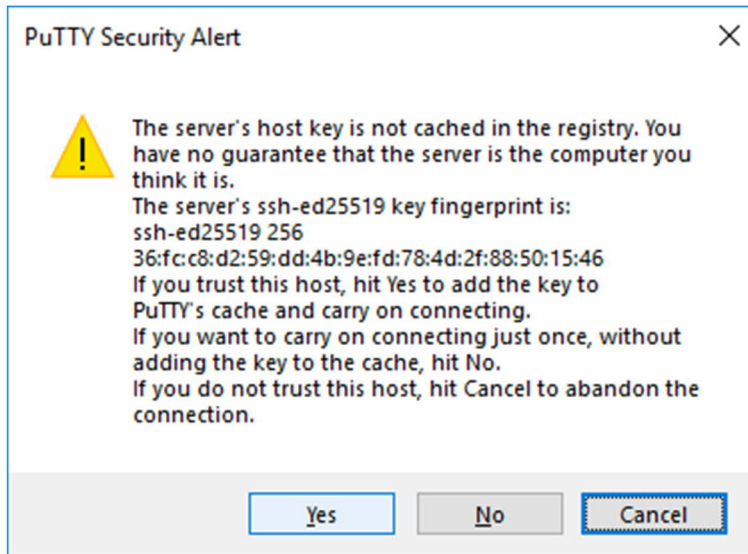 PuTTY Security Alert
The server's host key is not cached in the registry. You
have no guarantee that the server is the computer you
think it is.
The server's ssh-ed25519 key fingerprint is:
ssh-ed25519 256
36:fc:c8:d2:59:dd:4b:9e:fd:78:4d:2f:88:50:15:46
If you trust this host, hit Yes to add the key to
PuTTY's cache and carry on connecting.
If you want to carry on connecting just once, without
adding the key to the cache, hit No.
If you do not trust this host, hit Cancel to abandon the
connection.
Yes No Cancel